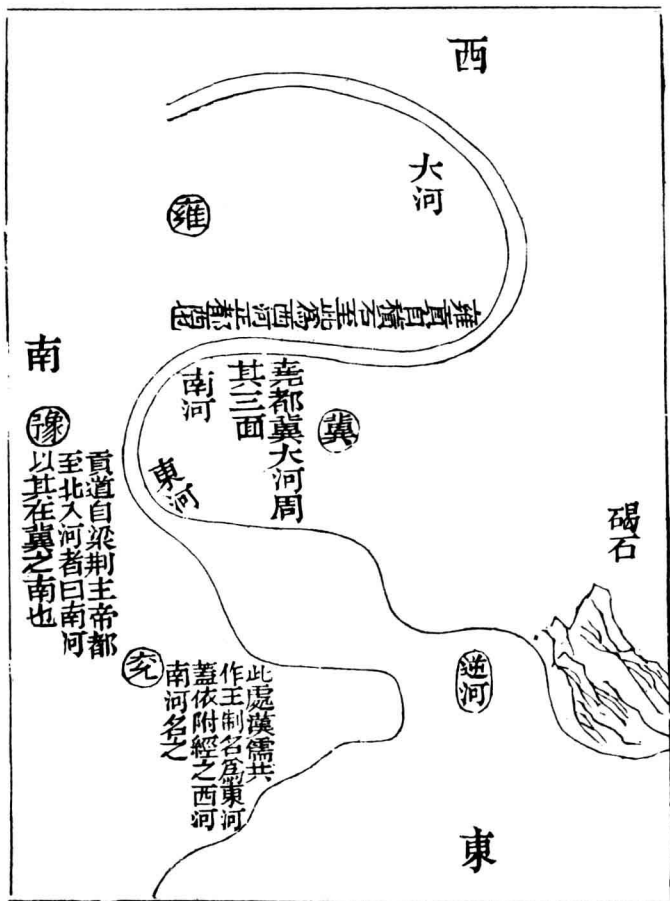 西
大河
雍
雍貢自積石至此爲西河正都
南
堯都冀大河周
其三面
南河
冀
東河
豫
貢道自梁荆主帝都
至北入河者曰南河
以其在冀之南也
碣石
逆河
兖
此處漢儒共
作王制名爲東河
蓋依附經之西河
南河名之
東